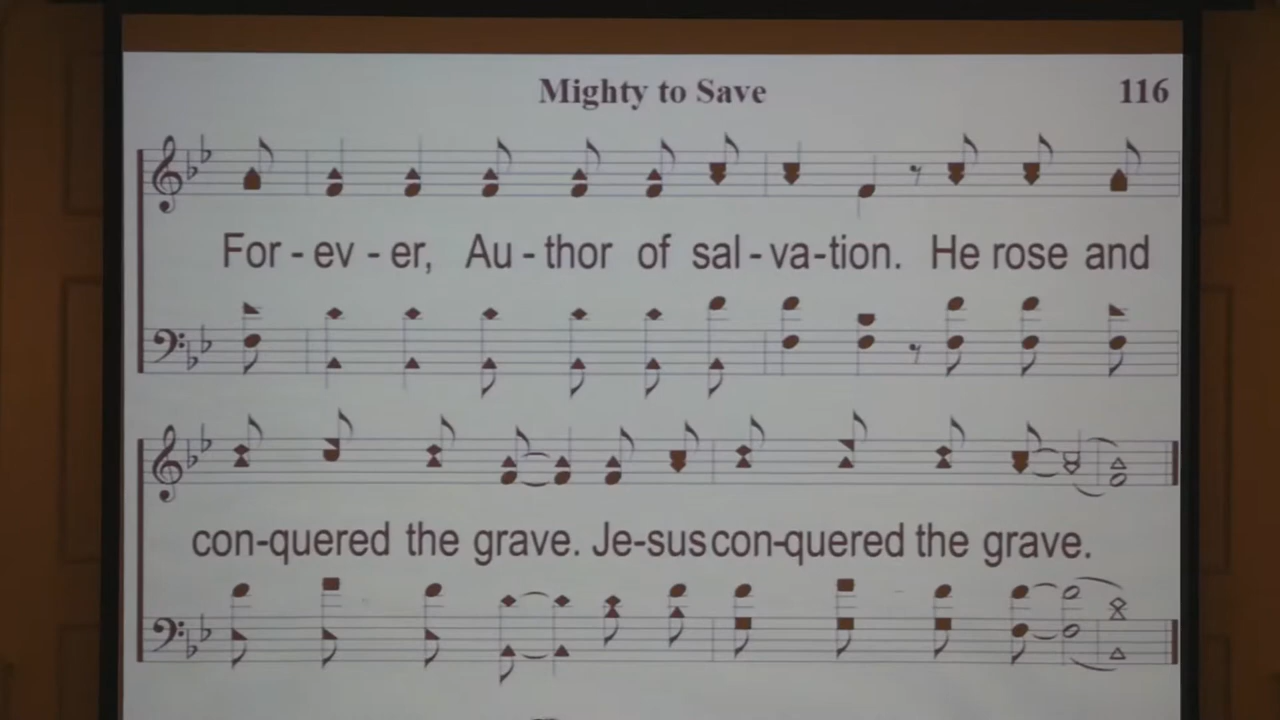 Mighty to Save 116
For - ev - er, Au - thor of sal - va - tion. He rose and
con-quered the grave. Je-sus con-quered the grave.